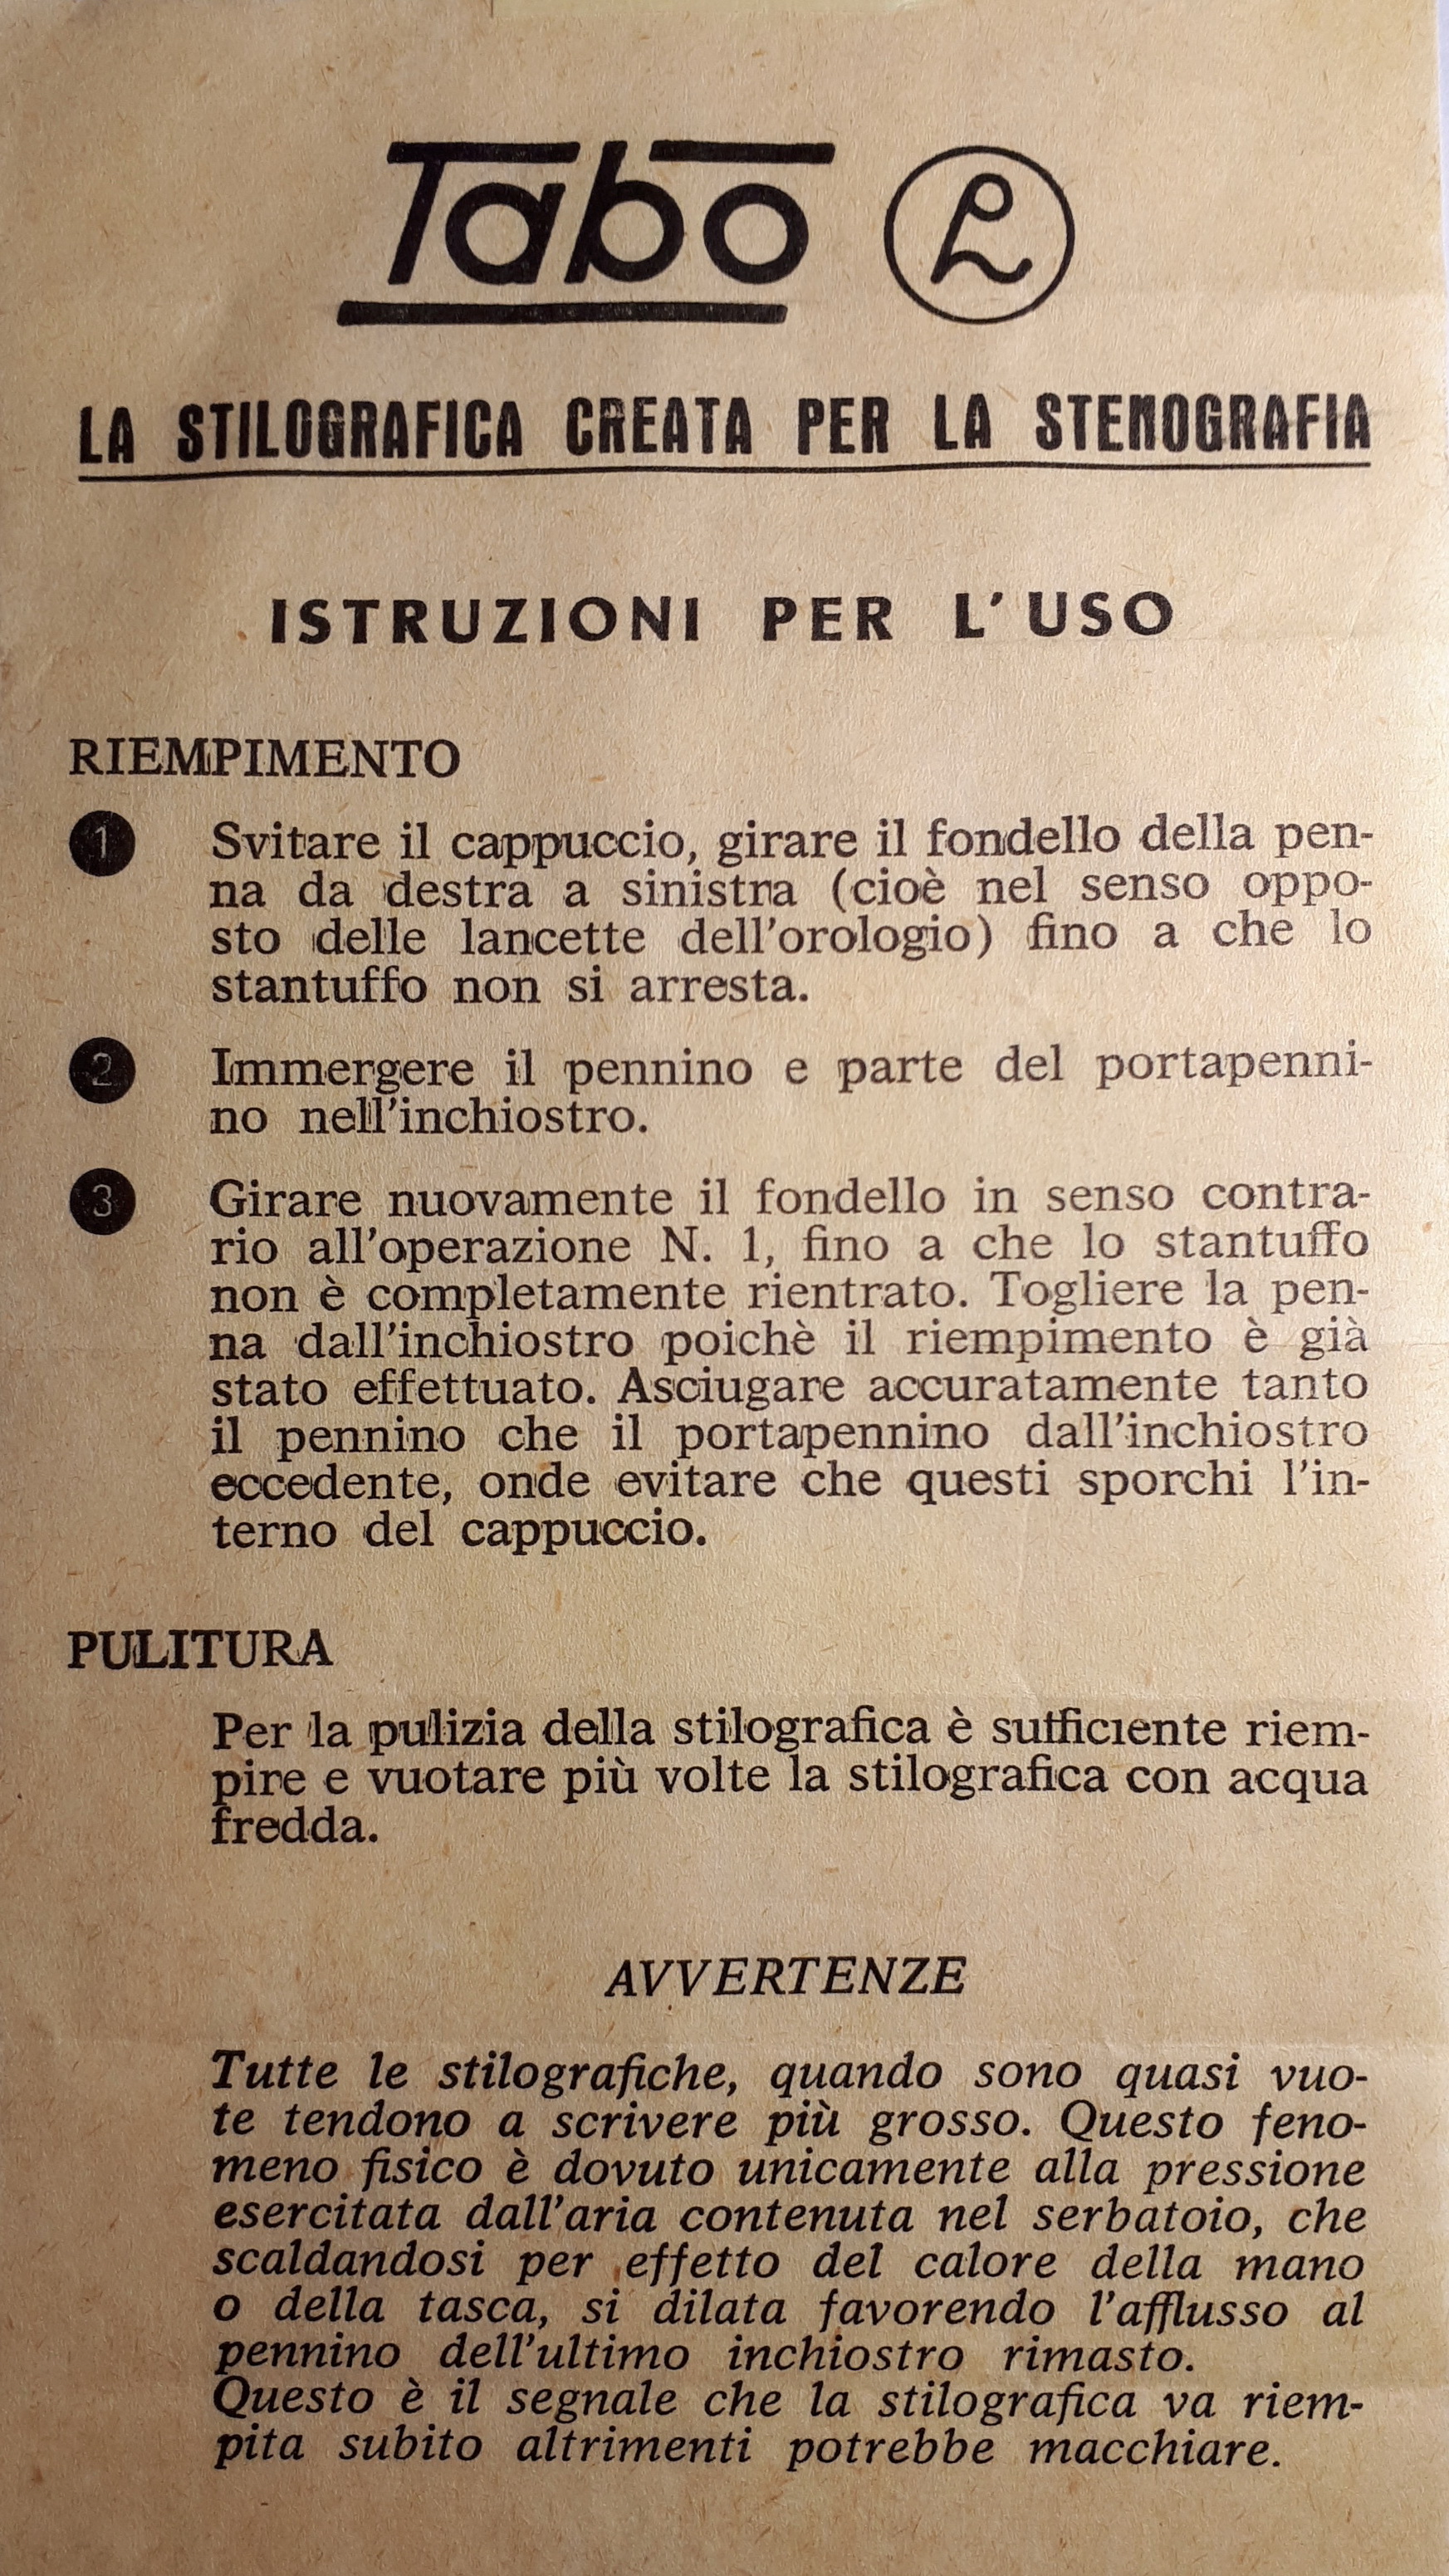 Tabo
LA STILOGRAFICA CREATA PER LA STENOGRAFIA
ISTRUZIONI PER L'USO
RIEMPIMENTO
1 Svitare il cappuccio, girare il fondello della pen-
na da destra a sinistra (cioè nel senso oppo-
sto delle lancette dell'orologio) fino a che lo
stantuffo non si arresta.
2 Immergere il pennino e parte del portapenni-
no nell'inchiostro.
3 Girare nuovamente il fondello in senso contra-
rio all'operazione N. 1, fino a che lo stantuffo
non è completamente rientrato. Togliere la pen-
na dall'inchiostro poichè il riempimento è già
stato effettuato. Asciugare accuratamente tanto
il pennino che il portapennino dall'inchiostro
eccedente, onde evitare che questi sporchi l'in-
terno del cappuccio.
PULITURA
Per la pulizia della stilografica è sufficiente riem-
pire e vuotare più volte la stilografica con acqua
fredda.
AVVERTENZE
Tutte le stilografiche, quando sono quasi vuo-
te tendono a scrivere più grosso. Questo feno-
meno fisico è dovuto unicamente alla pressione
esercitata dall'aria contenuta nel serbatoio, che
scaldandosi per effetto del calore della mano
o della tasca, si dilata favorendo l'afflusso al
pennino dell'ultimo inchiostro rimasto.
Questo è il segnale che la stilografica va riem-
pita subito altrimenti potrebbe macchiare.